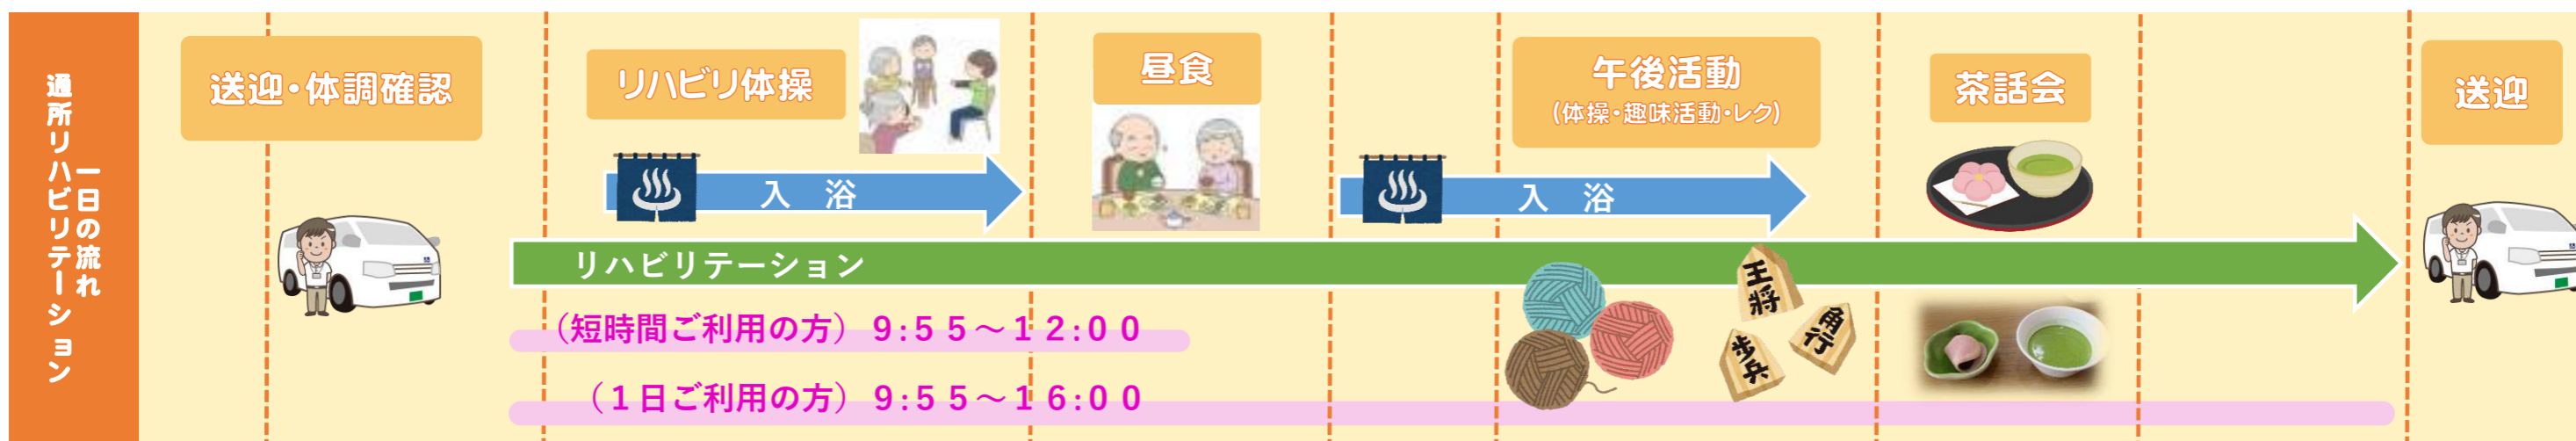 通所リハビリテーション
一日の流れ
送迎・体調確認
リハビリ体操
昼食
午後活動
(体操・趣味活動・レク)
茶話会
送迎
入 浴
入 浴
リハビリテーション
(短時間ご利用の方) 9:55～12:00
(1日ご利用の方) 9:55～16:00
王将
角行
歩兵